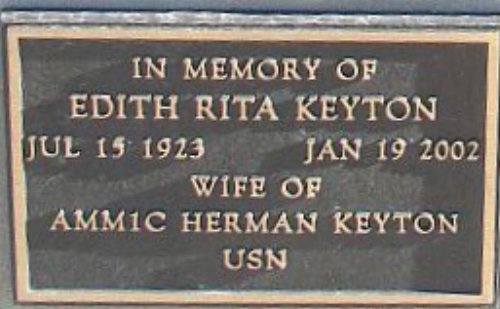 IN MEMORY OF
EDITH RITA KEYTON
JUL 15 1923 JAN 19 2002
WIFE OF
AMM1C HERMAN KEYTON
USN